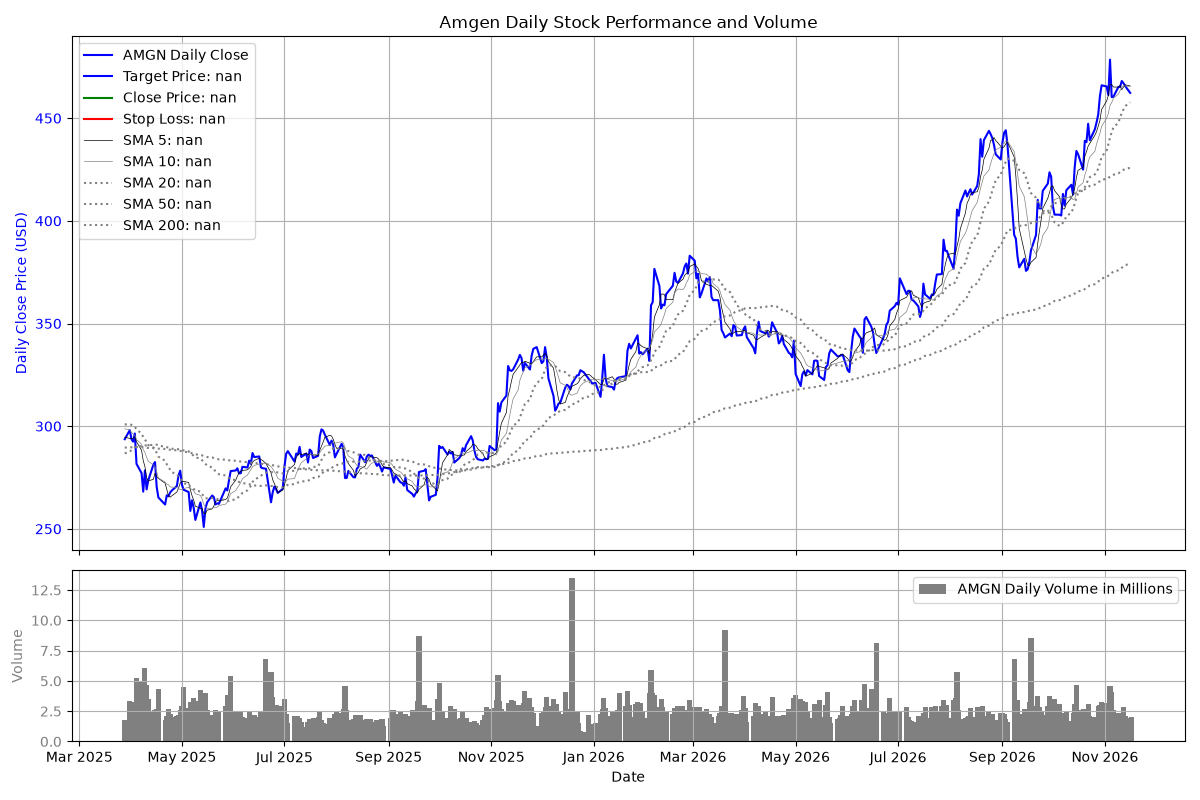 Amgen Daily Stock Performance and Volume
AMGN Daily Close
Target Price: nan
Close Price: nan
Stop Loss: nan
SMA 5: nan
SMA 10: nan
SMA 20: nan
SMA 50: nan
SMA 200: nan
Daily Close Price (USD)
450
400
350
300
250
AMGN Daily Volume in Millions
Volume
12.5
10.0
7.5
5.0
2.5
0.0
Mar 2025 May 2025 Jul 2025 Sep 2025 Nov 2025 Jan 2026 Mar 2026 May 2026 Jul 2026 Sep 2026 Nov 2026
Date